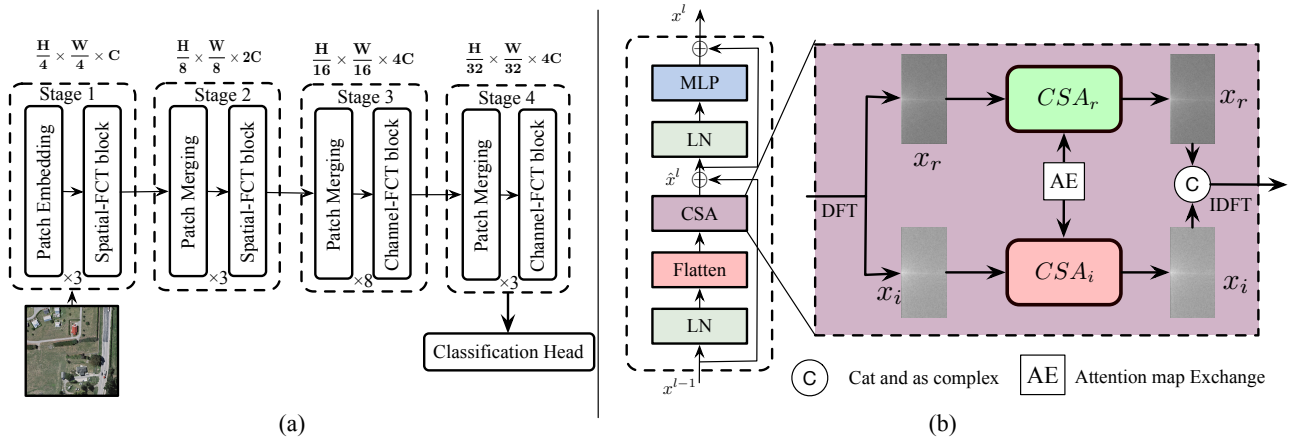 H/4 × W/4 × C
H/8 × W/8 × 2C
H/16 × W/16 × 4C
H/32 × W/32 × 4C
Stage 1
Stage 2
Stage 3
Stage 4
Patch Embedding
Spatial-FCT block
×3
Patch Merging
Spatial-FCT block
×3
Patch Merging
Channel-FCT block
×8
Patch Merging
Channel-FCT block
×3
Classification Head
(a)
x^l
MLP
LN
x̂^l
CSA
Flatten
LN
x^{l−1}
DFT
x_r
CSA_r
x_r
AE
C
IDFT
x_i
CSA_i
x_i
C Cat and as complex
AE Attention map Exchange
(b)